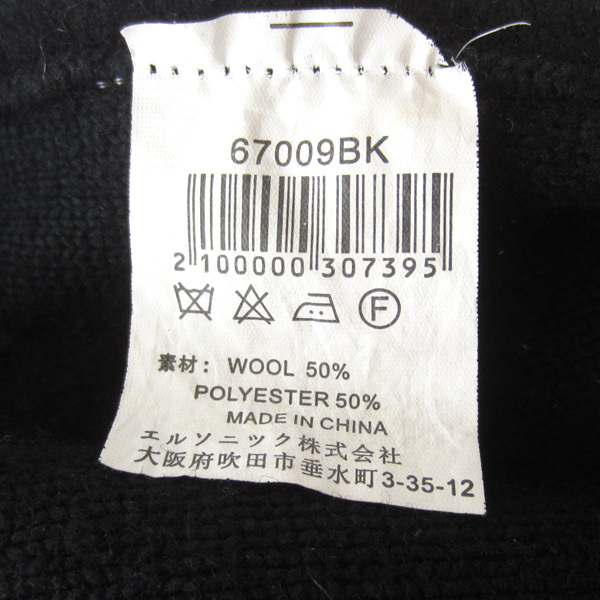 67009BK
2 100000 307395
F
素材: WOOL 50%
POLYESTER 50%
MADE IN CHINA
エルソニック株式会社
大阪府吹田市垂水町3-35-12